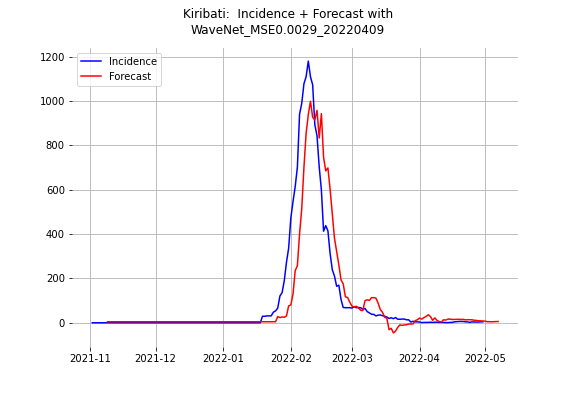 Kiribati:  Incidence + Forecast with
WaveNet_MSE0.0029_20220409
Incidence
Forecast
1200
1000
800
600
400
200
0
2021-11 2021-12 2022-01 2022-02 2022-03 2022-04 2022-05